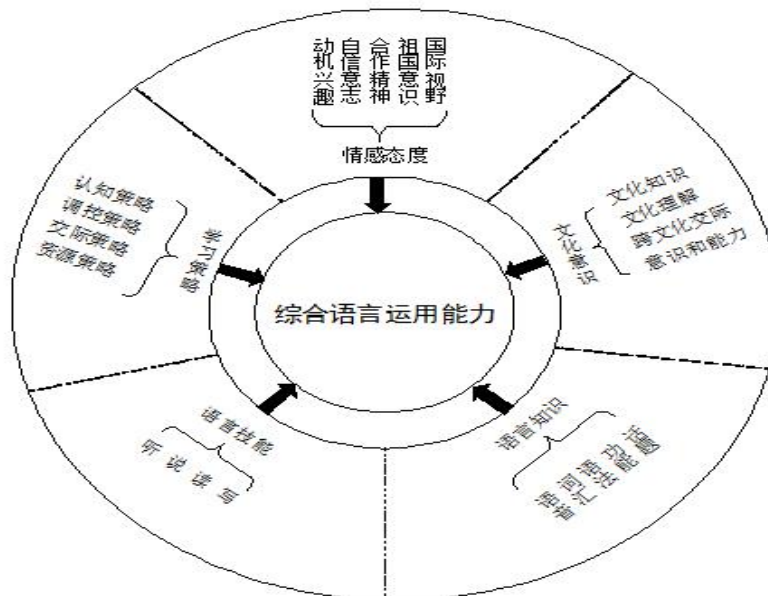 动机兴趣
自信意志
合作精神
祖国意识
国际视野
情感态度
认知策略
调控策略
交际策略
资源策略
学习策略
文化意识
文化知识
文化理解
跨文化交际
意识和能力
综合语言运用能力
语言技能
听 说 读 写
语言知识
语音
词汇
语法
功能
话题